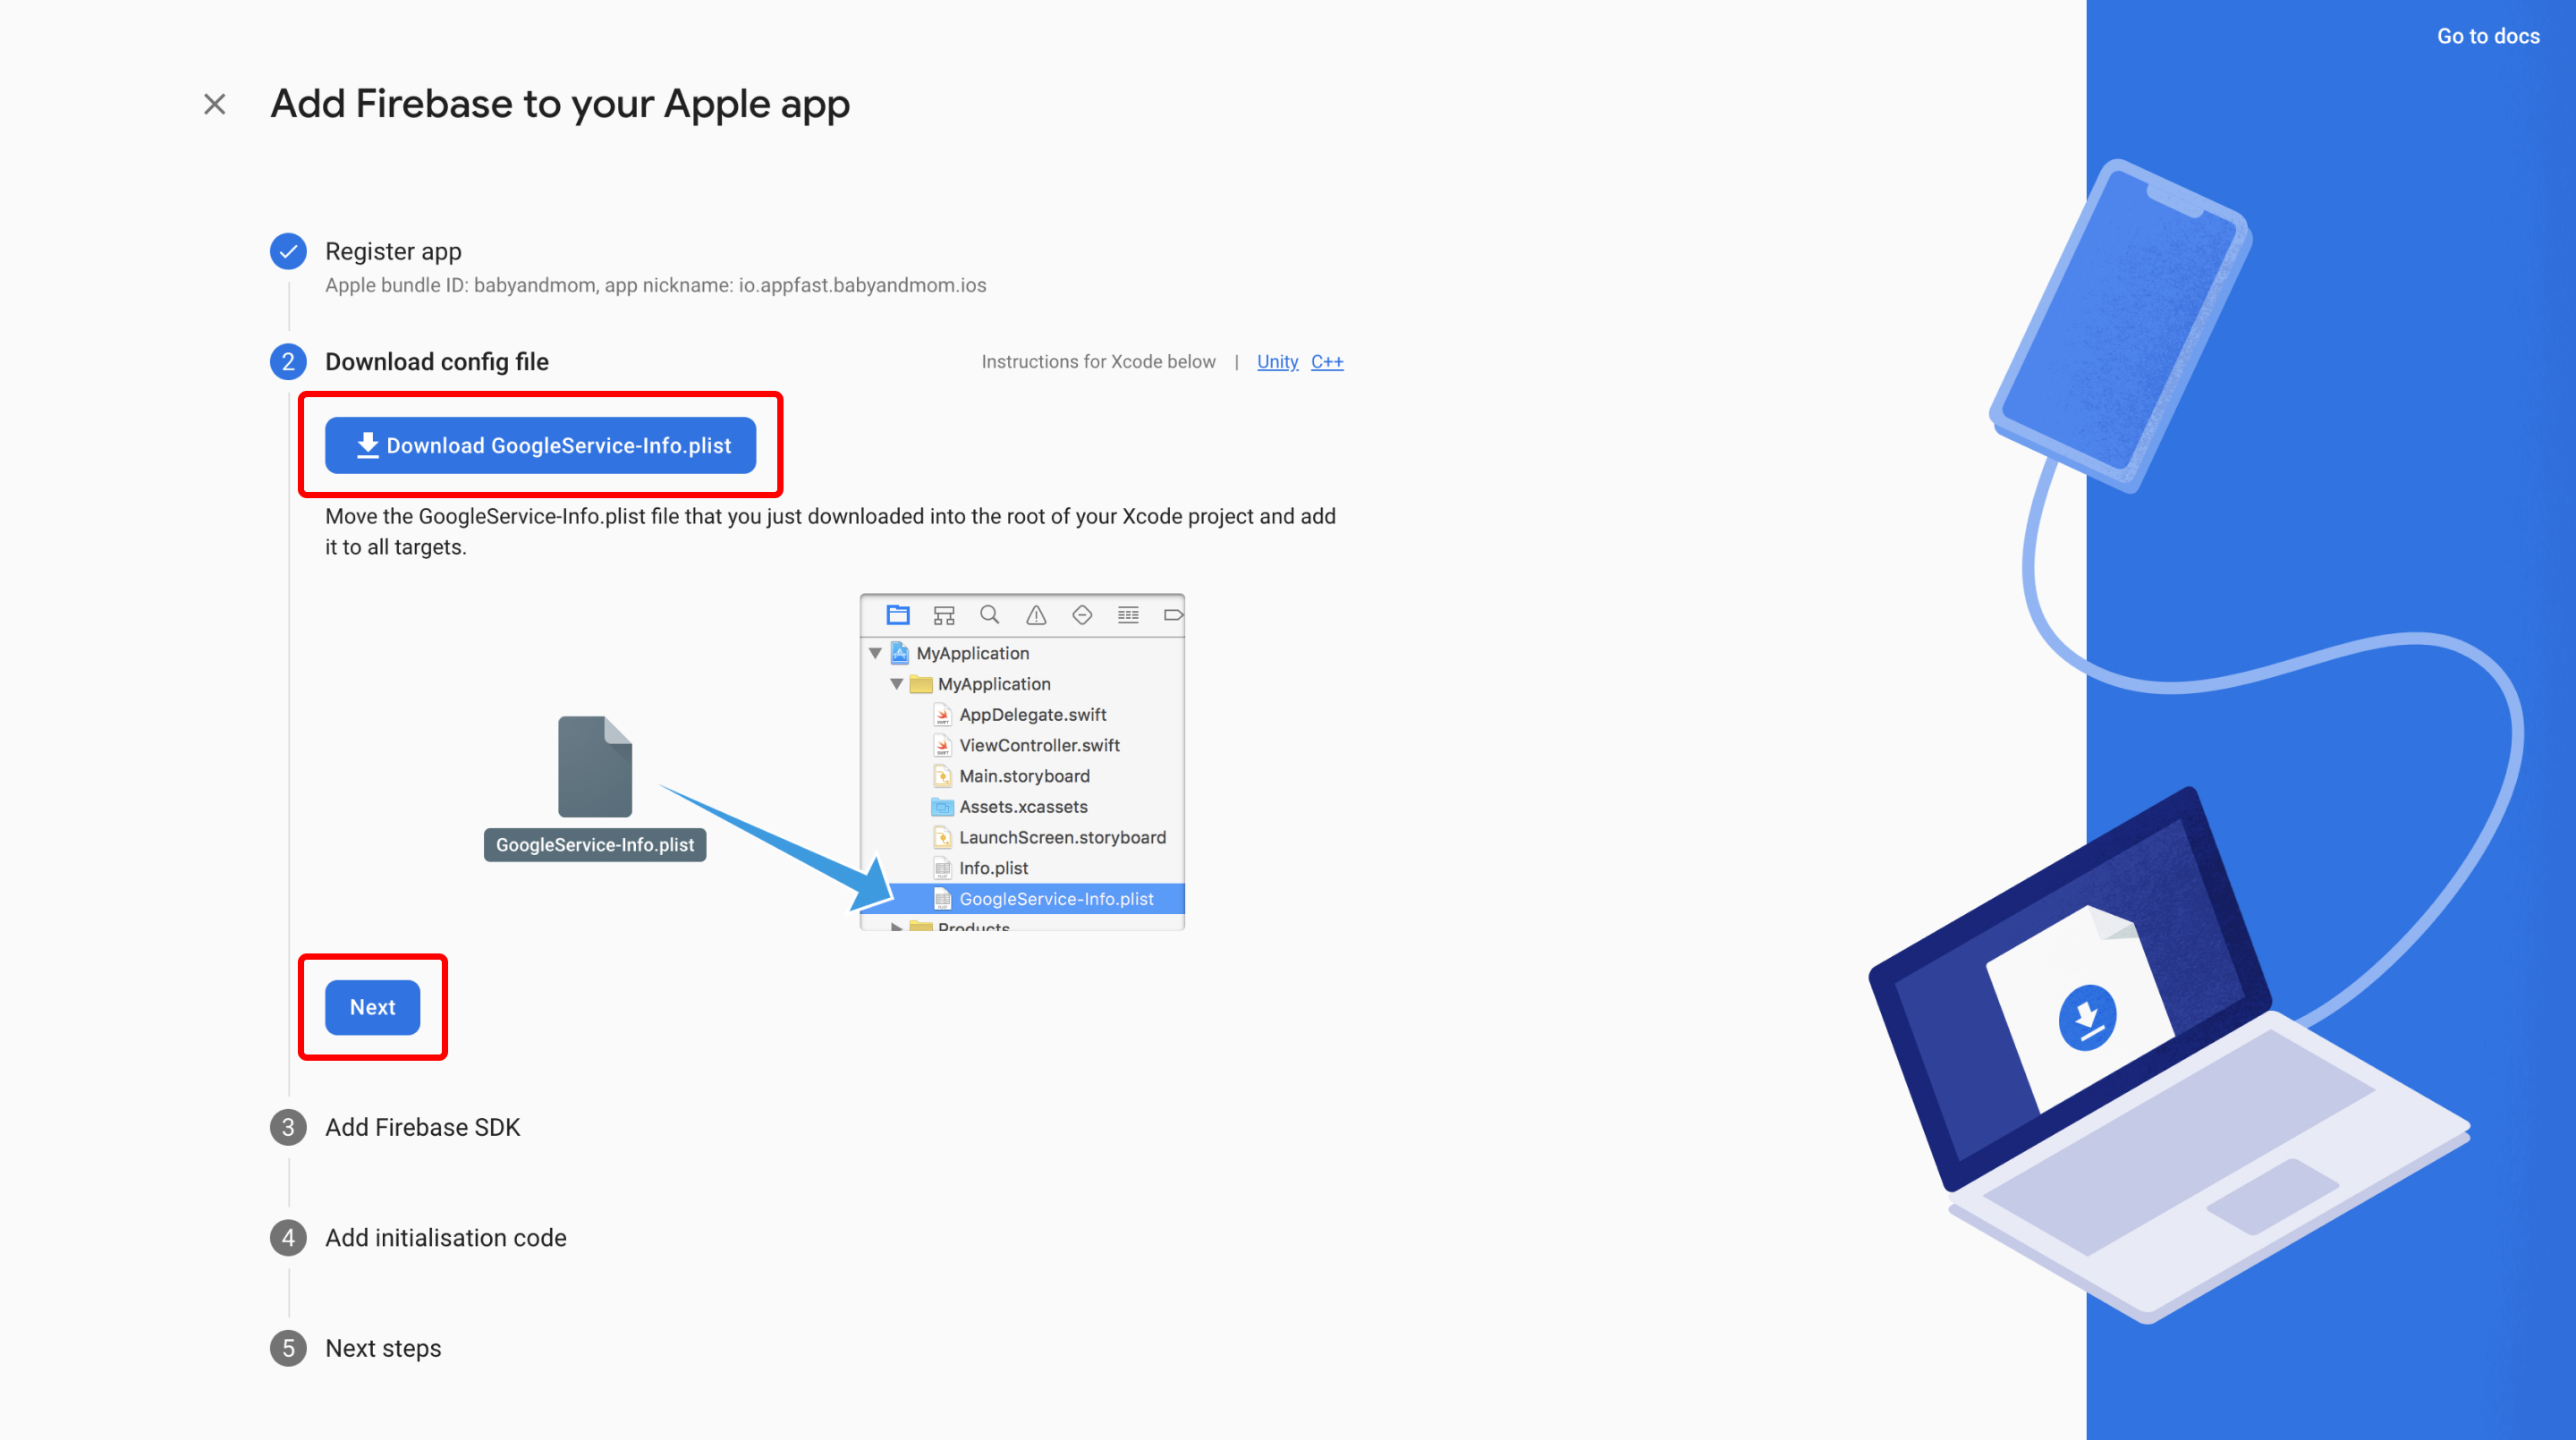 Go to docs
Add Firebase to your Apple app
Register app
Apple bundle ID: babyandmom, app nickname: io.appfast.babyandmom.ios
2 Download config file
Instructions for Xcode below | Unity C++
Download GoogleService-Info.plist
Move the GoogleService-Info.plist file that you just downloaded into the root of your Xcode project and add
it to all targets.
GoogleService-Info.plist
MyApplication
MyApplication
AppDelegate.swift
ViewController.swift
Main.storyboard
Assets.xcassets
LaunchScreen.storyboard
Info.plist
GoogleService-Info.plist
Products
Next
3 Add Firebase SDK
4 Add initialisation code
5 Next steps